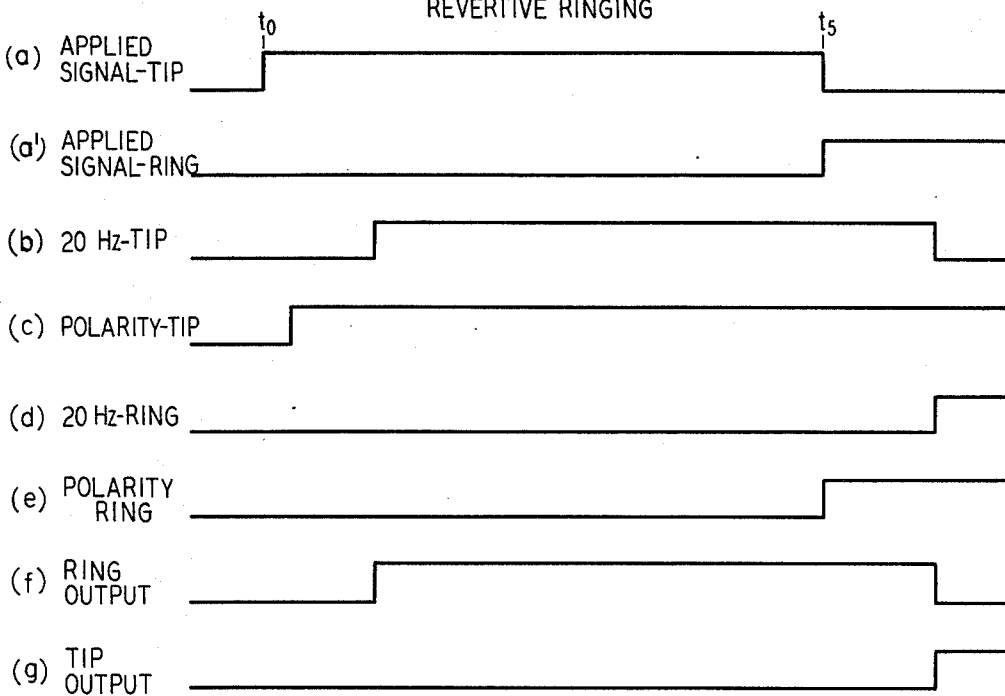 REVERTIVE RINGING
t0 t5
(a) APPLIED
SIGNAL-TIP
(a') APPLIED
SIGNAL-RING
(b) 20 Hz-TIP
(c) POLARITY-TIP
(d) 20 Hz-RING
(e) POLARITY
RING
(f) RING
OUTPUT
(g) TIP
OUTPUT